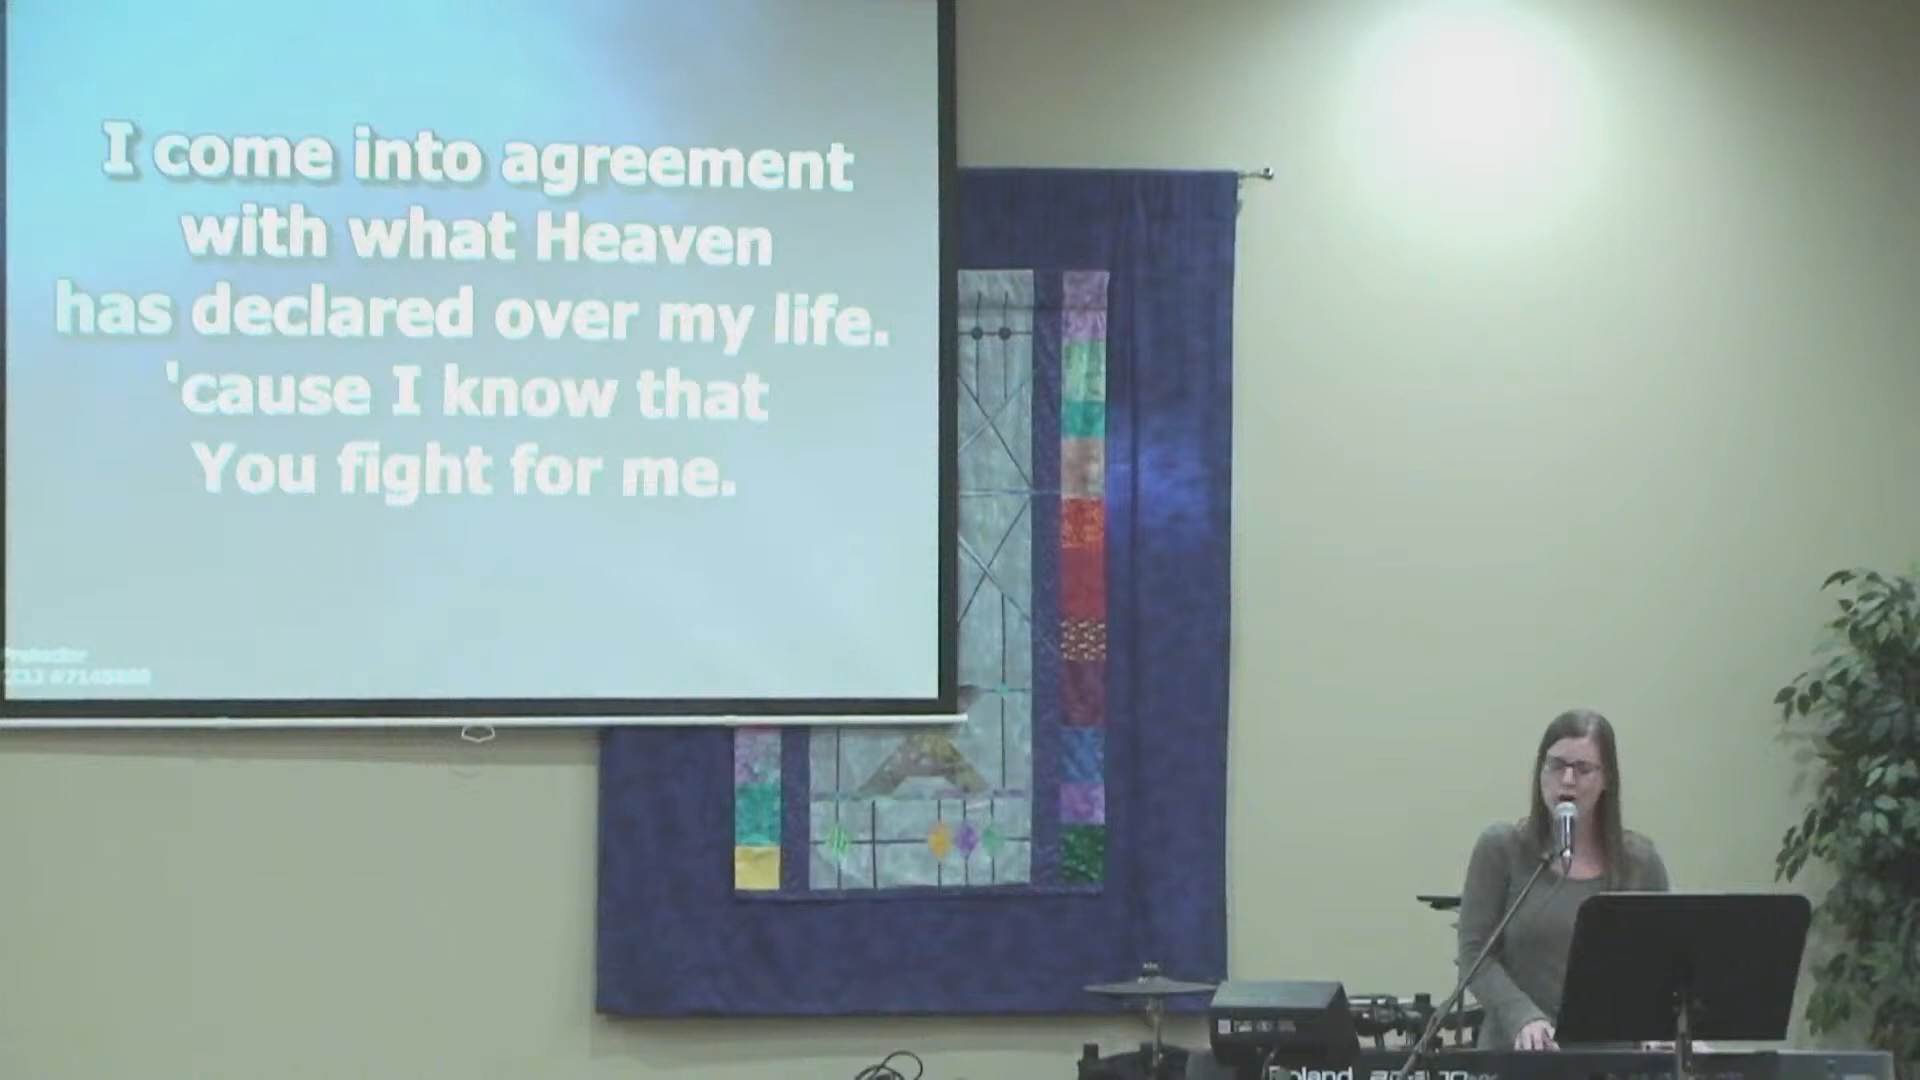 I come into agreement
with what Heaven
has declared over my life.
'cause I know that
You fight for me.
Protector
Roland